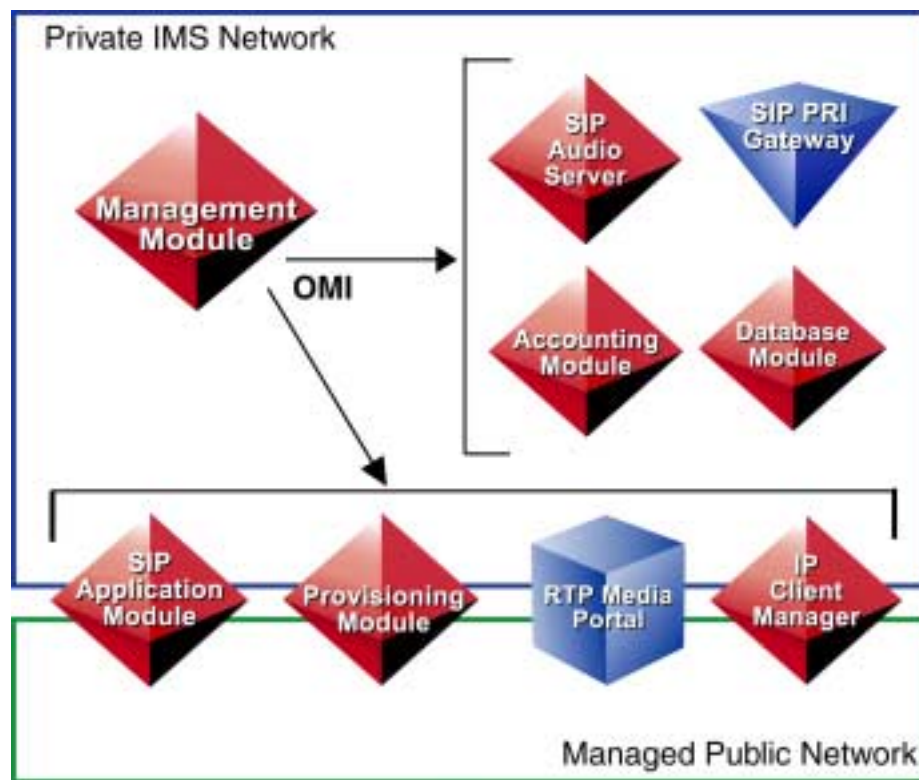 Private IMS Network
SIP
Audio
Server
SIP PRI
Gateway
Management
Module
OMI
Accounting
Module
Database
Module
SIP
Application
Module
Provisioning
Module
RTP Media
Portal
IP
Client
Manager
Managed Public Network